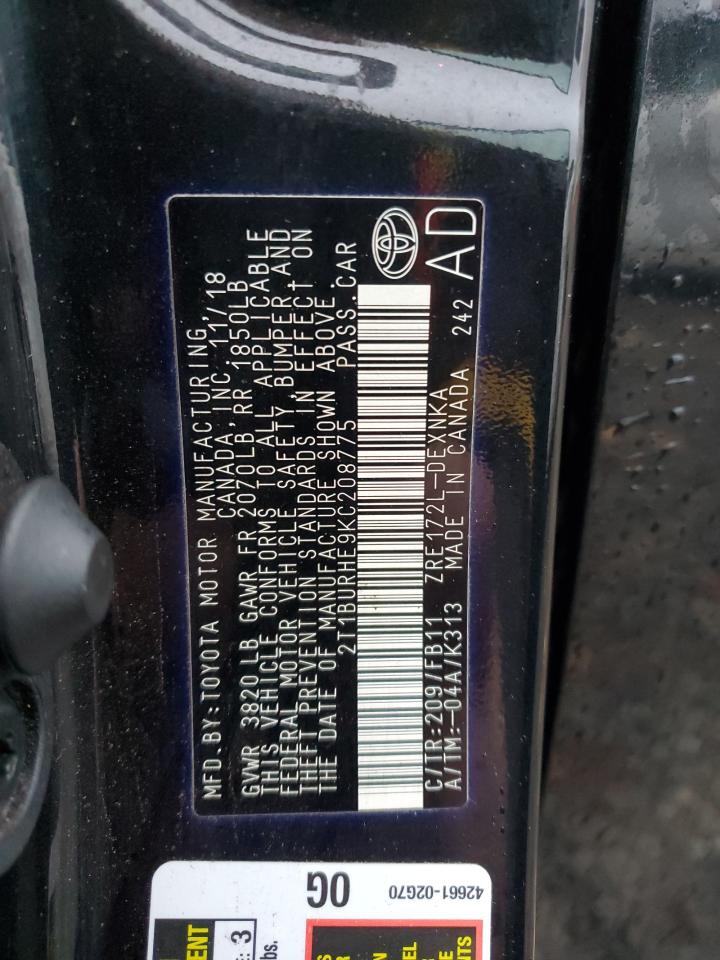 MFD.BY:TOYOTA MOTOR MANUFACTURING,
CANADA,INC. 11/18
GVWR 3820 LB GAWR FR 2070LB,RR 1850LB
THIS VEHICLE CONFORMS TO ALL APPLICABLE
FEDERAL MOTOR VEHICLE SAFETY,BUMPER,AND
THEFT PREVENTION STANDARDS IN EFFECT ON
THE DATE OF MANUFACTURE SHOWN ABOVE.
2T1BURHE9KC208775 PASS.CAR
C/TR:209/FB11 ZRE172L-DEXNKA
A/TM:-04A/K313 MADE IN CANADA 242
AD
0G
42661-02G70
3
lbs.